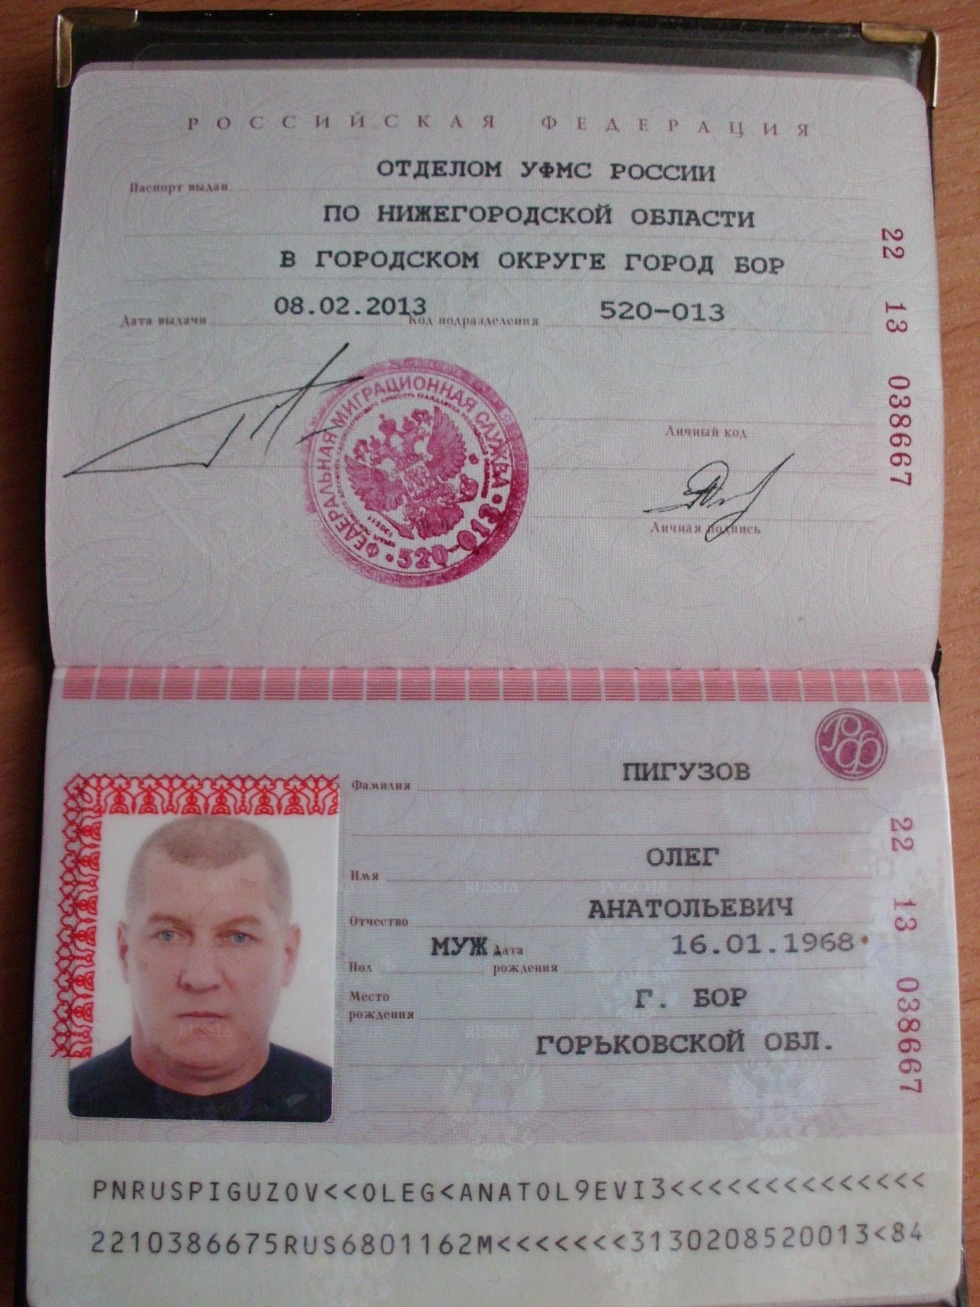 РОССИЙСКАЯ ФЕДЕРАЦИЯ
Паспорт выдан ОТДЕЛОМ УФМС РОССИИ
ПО НИЖЕГОРОДСКОЙ ОБЛАСТИ
В ГОРОДСКОМ ОКРУГЕ ГОРОД БОР
Дата выдачи 08.02.2013 Код подразделения 520-013
22 13 038667
ФЕДЕРАЛЬНАЯ МИГРАЦИОННАЯ СЛУЖБА
520-013
Личный код
Личная подпись
РФ
Фамилия ПИГУЗОВ
Имя ОЛЕГ
Отчество АНАТОЛЬЕВИЧ
Пол МУЖ Дата рождения 16.01.1968
Место рождения Г. БОР
ГОРЬКОВСКОЙ ОБЛ.
22 13 038667
PNRUSPIGUZOV<<OLEG<ANATOL9EVI3<<<<<<<<<<<<<<
2210386675RUS6801162M<<<<<<<3130208520013<84